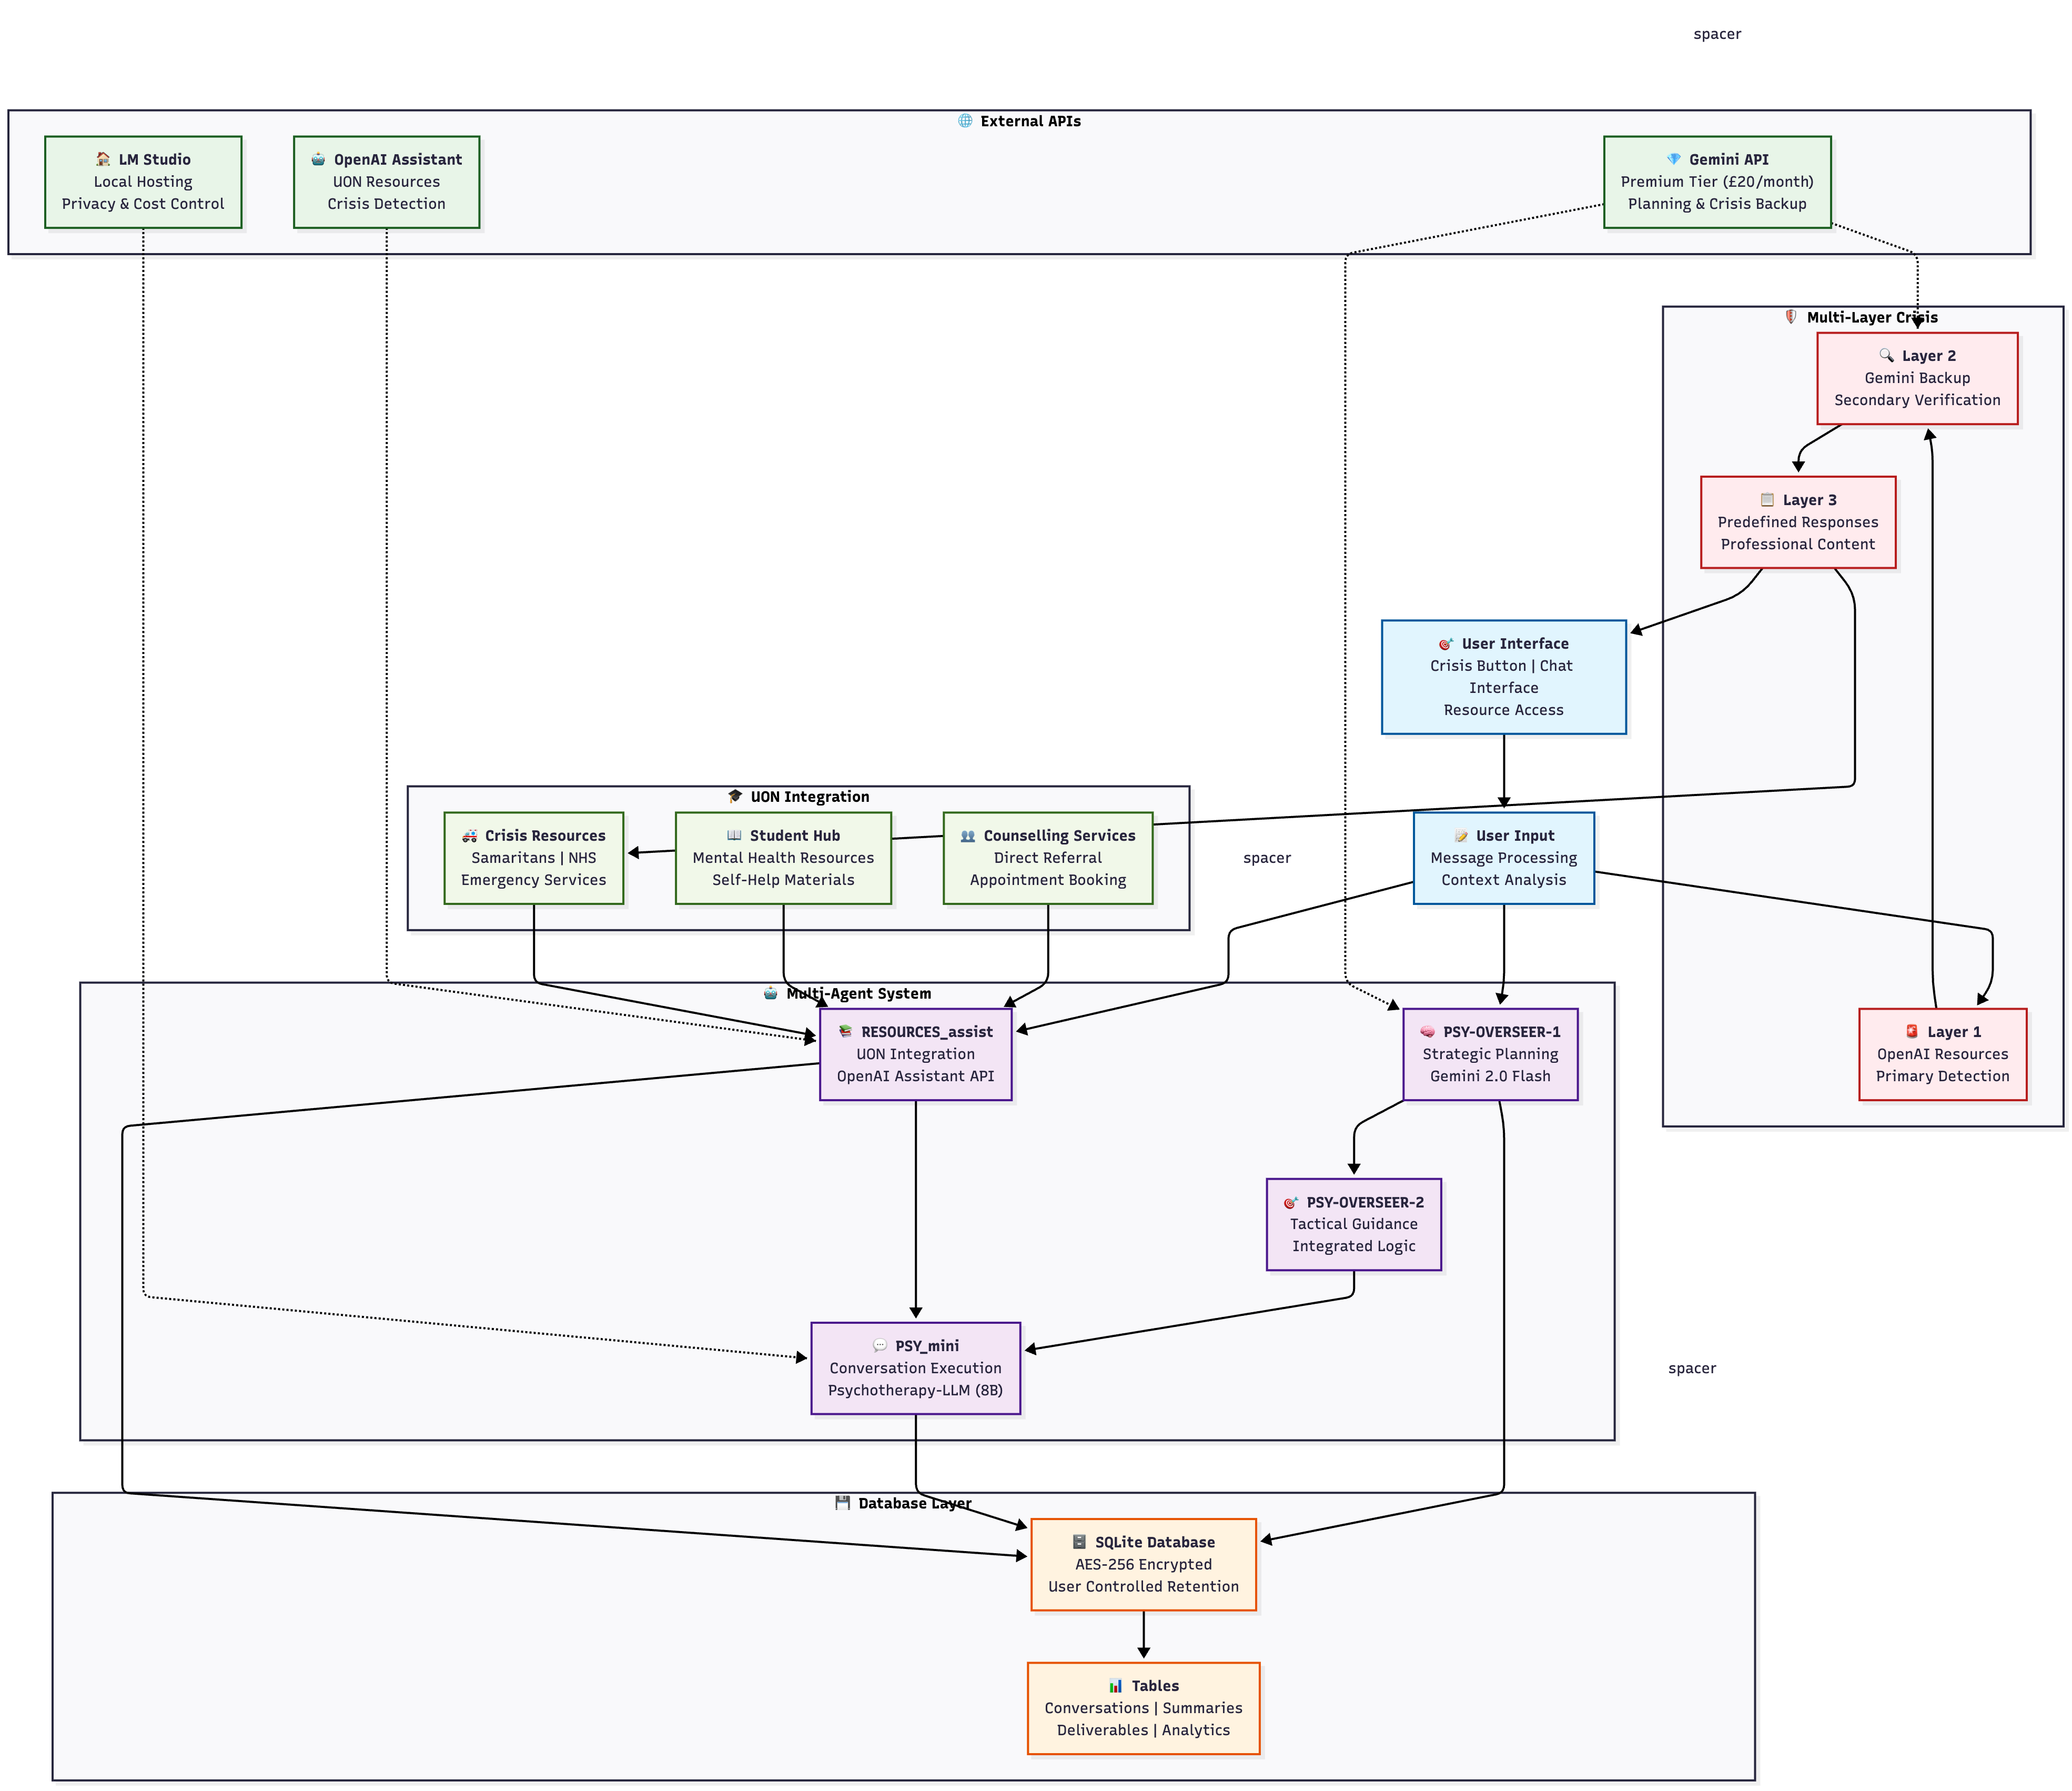 spacer
External APIs
LM Studio
Local Hosting
Privacy & Cost Control
OpenAI Assistant
UON Resources
Crisis Detection
Gemini API
Premium Tier (£20/month)
Planning & Crisis Backup
Multi-Layer Crisis
Layer 2
Gemini Backup
Secondary Verification
Layer 3
Predefined Responses
Professional Content
User Interface
Crisis Button | Chat
Interface
Resource Access
UON Integration
Crisis Resources
Samaritans | NHS
Emergency Services
Student Hub
Mental Health Resources
Self-Help Materials
Counselling Services
Direct Referral
Appointment Booking
spacer
User Input
Message Processing
Context Analysis
Multi-Agent System
RESOURCES_assist
UON Integration
OpenAI Assistant API
PSY-OVERSEER-1
Strategic Planning
Gemini 2.0 Flash
Layer 1
OpenAI Resources
Primary Detection
PSY-OVERSEER-2
Tactical Guidance
Integrated Logic
PSY_mini
Conversation Execution
Psychotherapy-LLM (8B)
spacer
Database Layer
SQLite Database
AES-256 Encrypted
User Controlled Retention
Tables
Conversations | Summaries
Deliverables | Analytics